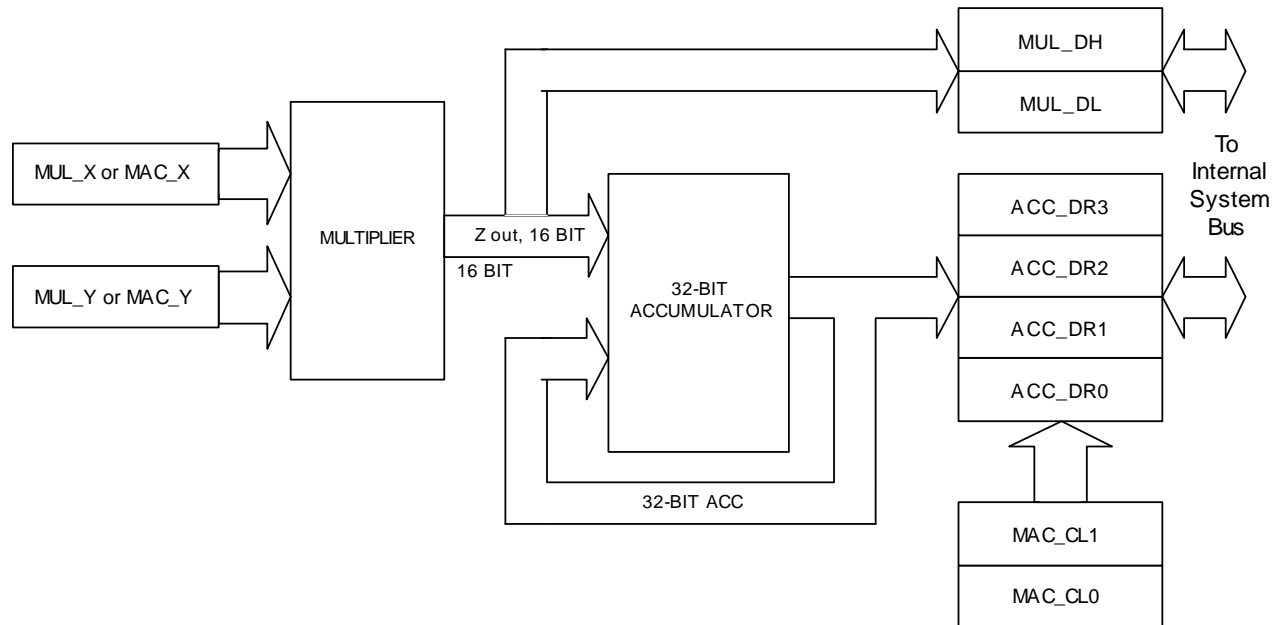 MUL_DH
MUL_DL
MUL_X or MAC_X
MUL_Y or MAC_Y
MULTIPLIER
Z out, 16 BIT
16 BIT
32-BIT
ACCUMULATOR
32-BIT ACC
To
Internal
System
Bus
ACC_DR3
ACC_DR2
ACC_DR1
ACC_DR0
MAC_CL1
MAC_CL0